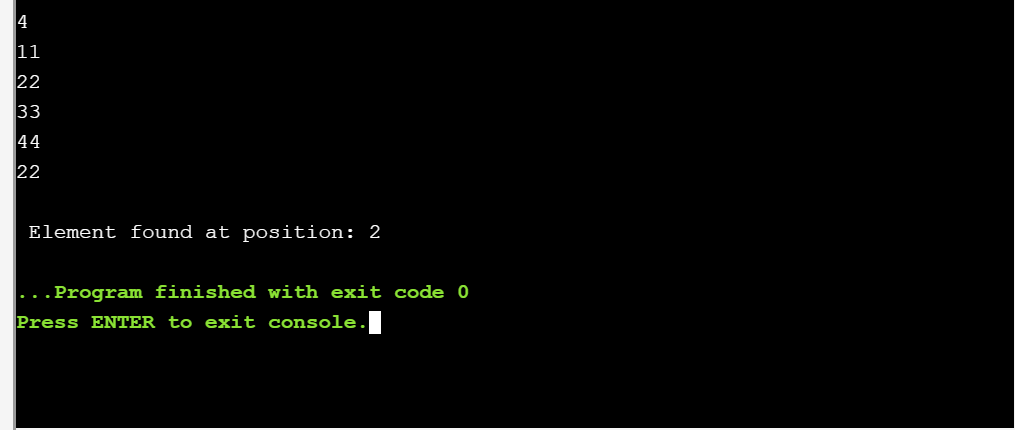 4
11
22
33
44
22
Element found at position: 2
...Program finished with exit code 0
Press ENTER to exit console.